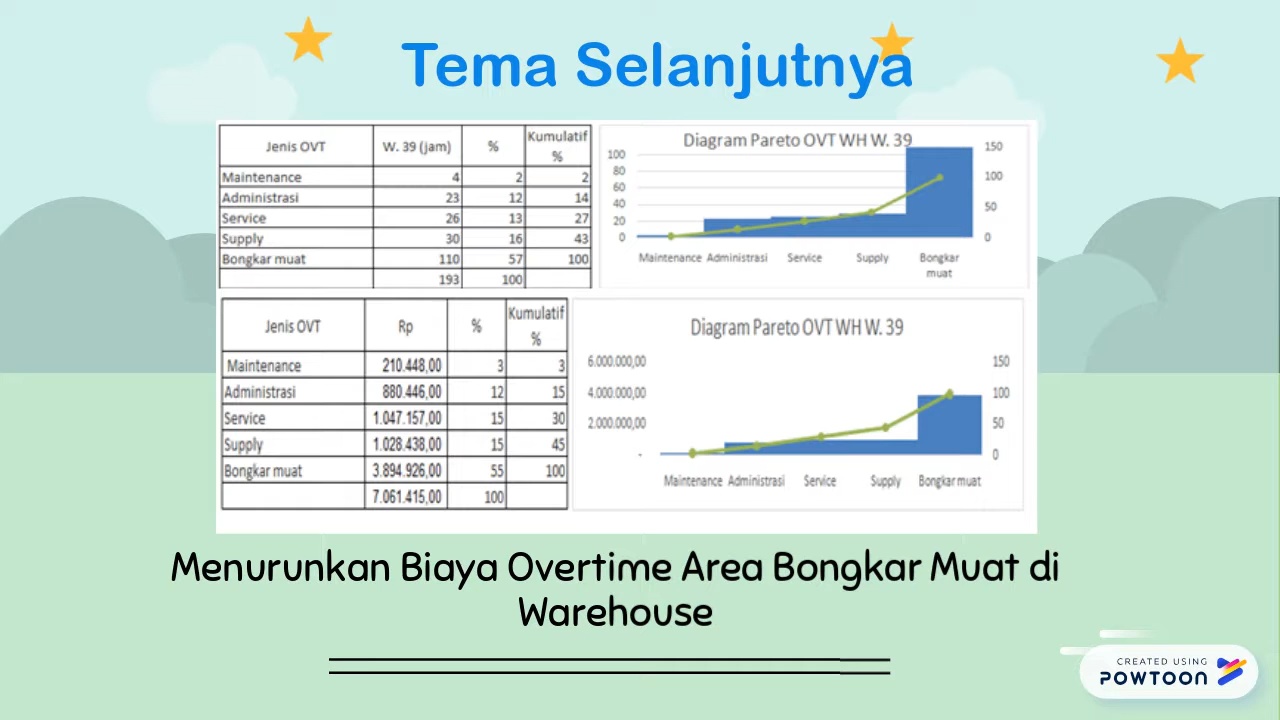 Tema Selanjutnya
Jenis OVT W. 39 (jam) % Kumulatif %
Maintenance 4 2 2
Administrasi 23 12 14
Service 26 13 27
Supply 30 16 43
Bongkar muat 110 57 100
193 100
Diagram Pareto OVT WH W. 39
100 150
80
60 100
40 50
20
0 0
Maintenance Administrasi Service Supply Bongkar
muat
Jenis OVT Rp % Kumulatif %
Maintenance 210.448,00 3 3
Administrasi 880.446,00 12 15
Service 1.047.157,00 15 30
Supply 1.028.438,00 15 45
Bongkar muat 3.894.926,00 55 100
7.061.415,00 100
Diagram Pareto OVT WH W. 39
6.000.000,00 150
4.000.000,00 100
2.000.000,00 50
- 0
Maintenance Administrasi Service Supply Bongkar muat
Menurunkan Biaya Overtime Area Bongkar Muat di
Warehouse
CREATED USING
POWTOON